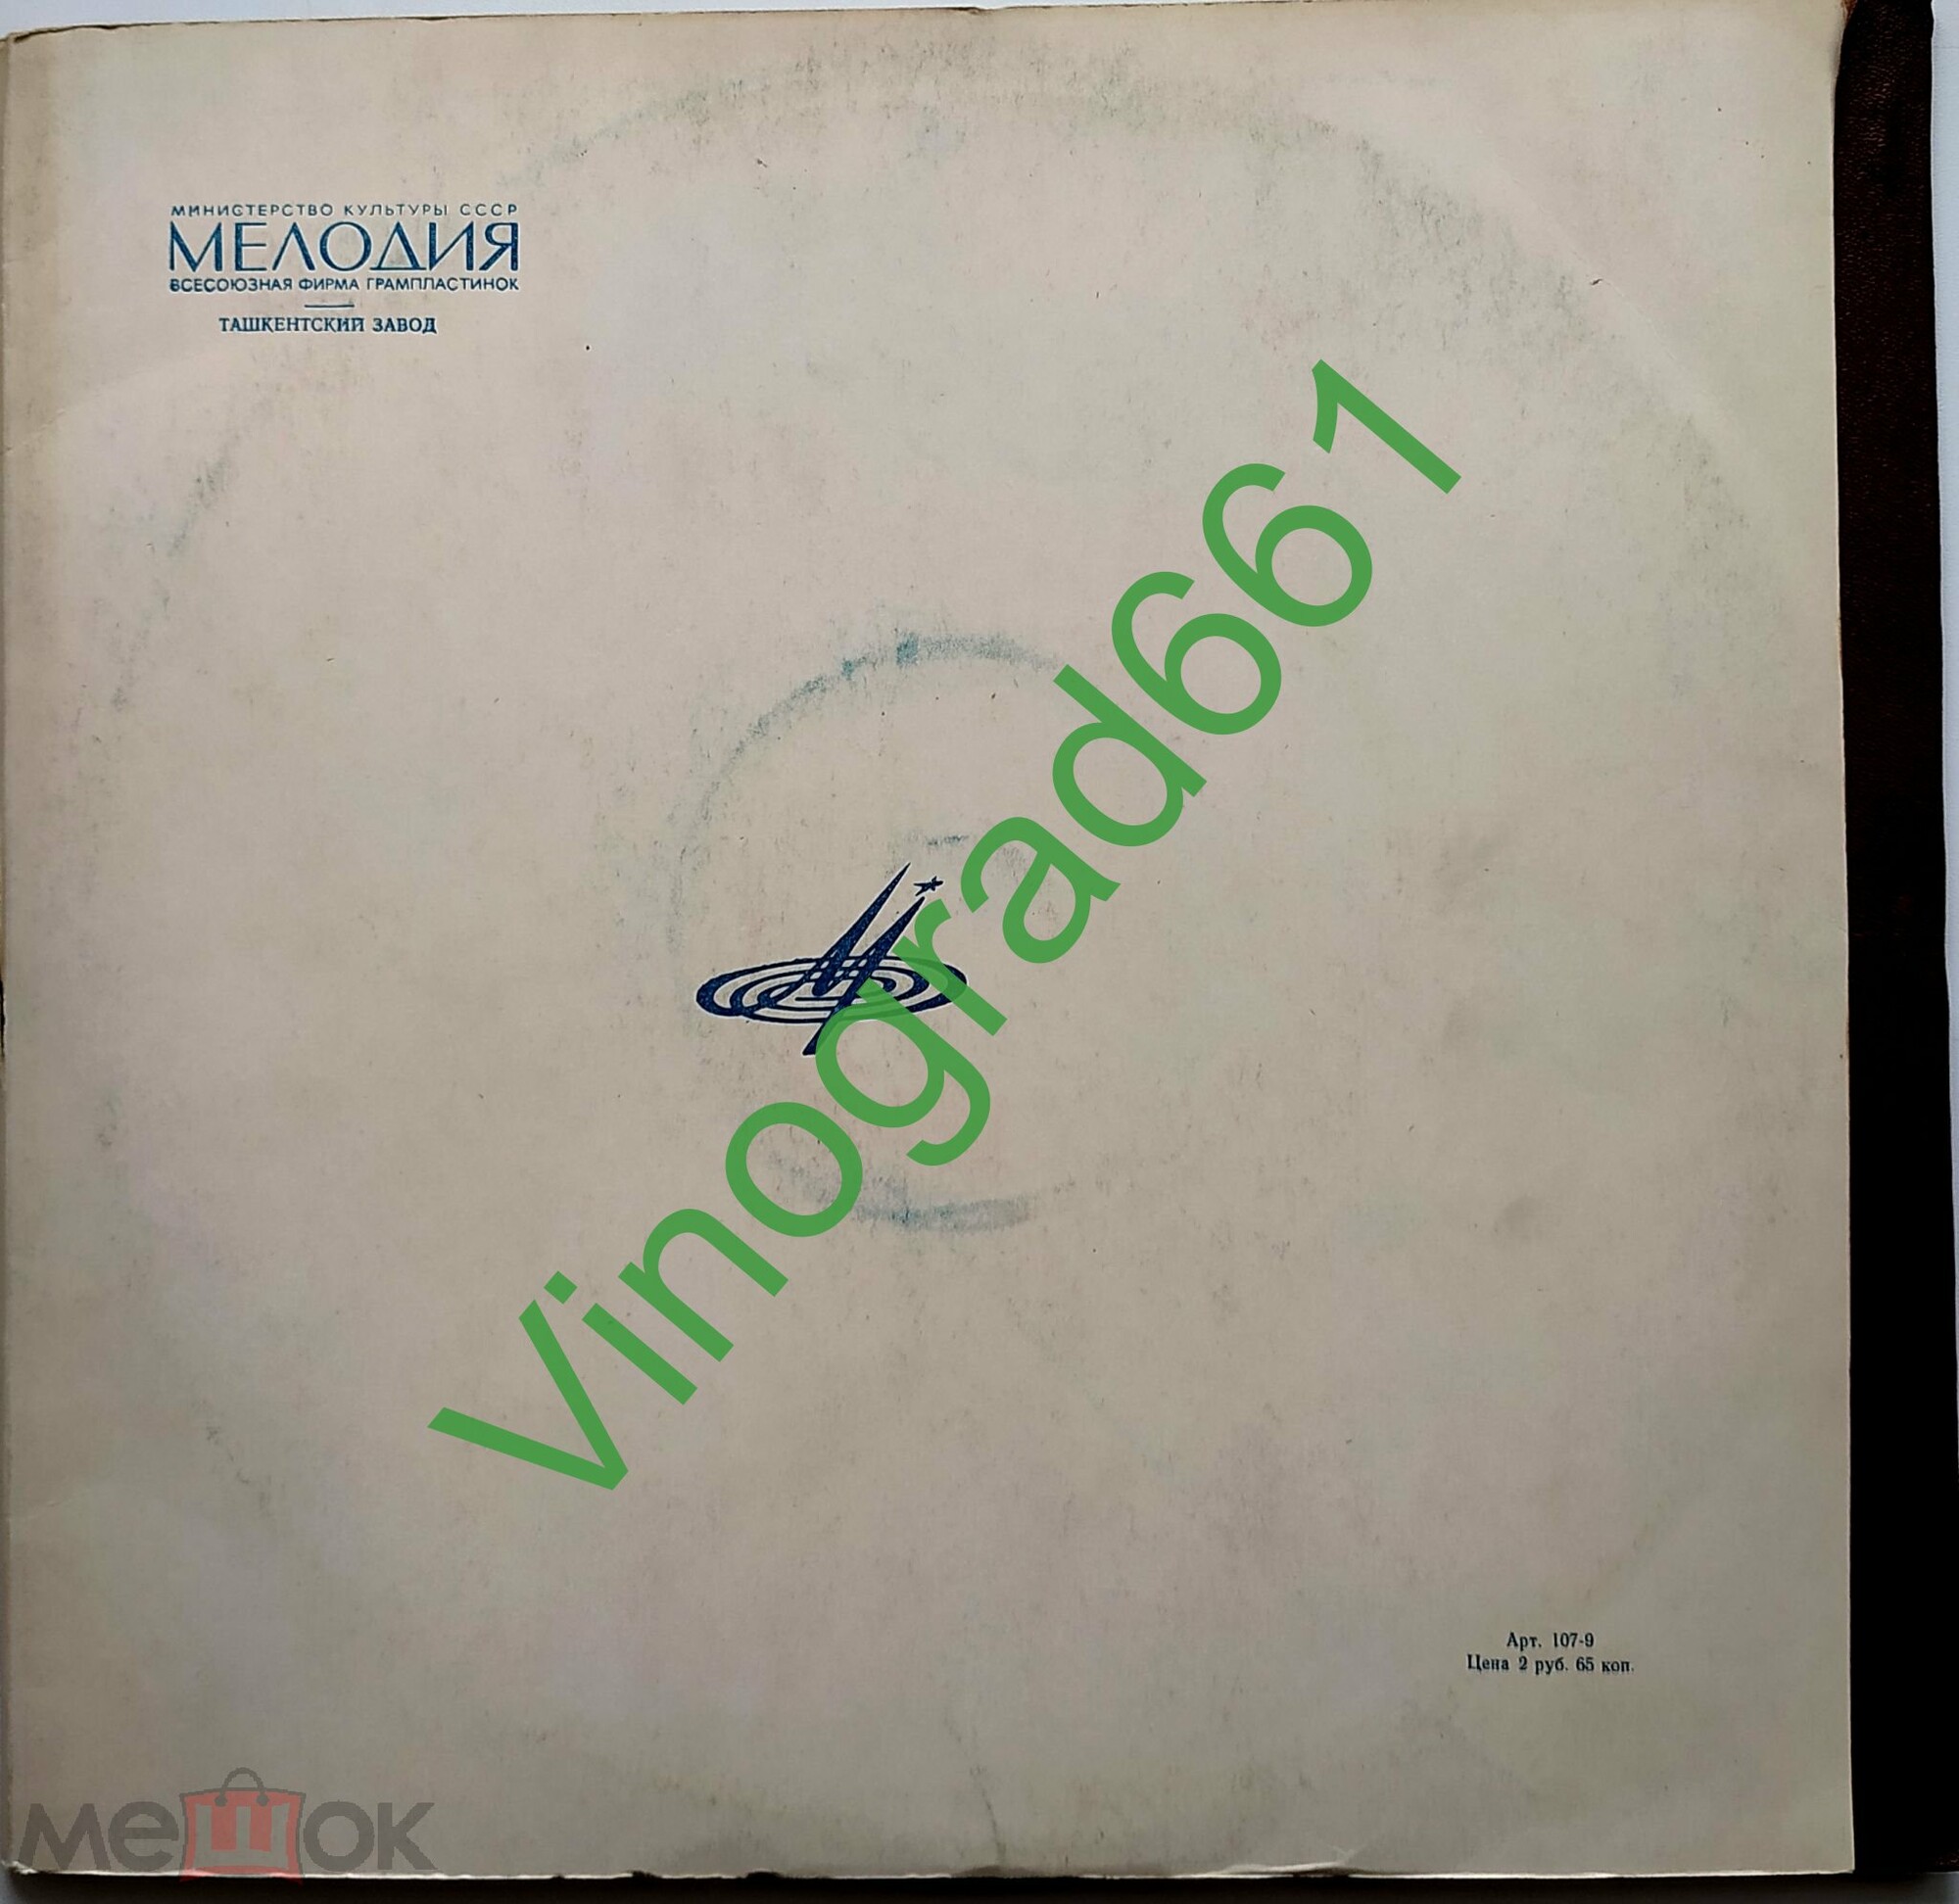 МИНИСТЕРСТВО КУЛЬТУРЫ СССР
МЕЛОДИЯ
ВСЕСОЮЗНАЯ ФИРМА ГРАМПЛАСТИНОК
ТАШКЕНТСКИЙ ЗАВОД
Vinograd661
Арт. 107-9
Цена 2 руб. 65 коп.
мешок